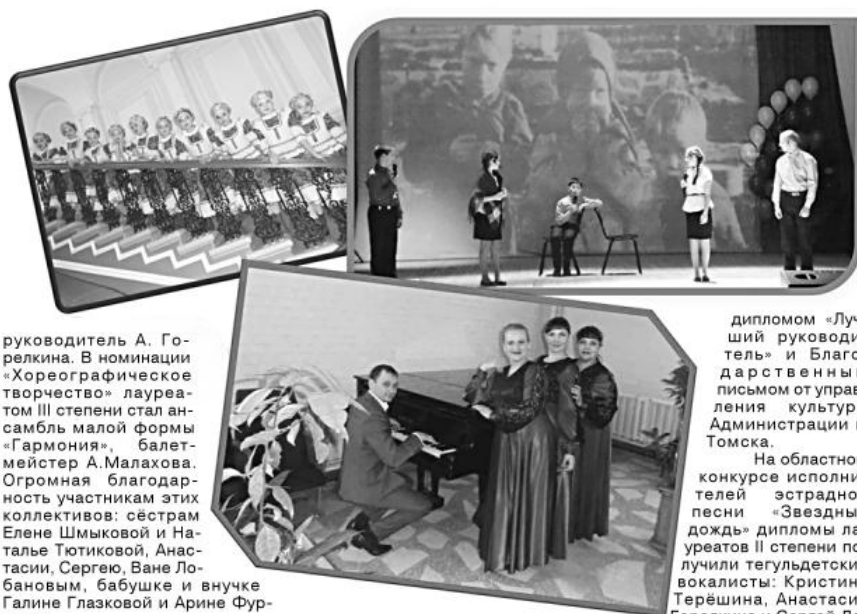 руководитель А. Го-
релкина. В номинации
«Хореографическое
творчество» лауреа-
том III степени стал ан-
самбль малой формы
«Гармония», балет-
мейстер А.Малахова.
Огромная благодар-
ность участникам этих
коллективов: сёстрам
Елене Шмыковой и На-
талье Тютиковой, Анас-
тасии, Сергею, Ване Ло-
бановым, бабушке и внучке
Галине Глазковой и Арине Фур-
дипломом «Луч
ший руководи
тель» и Благо
дарственны
письмом от управ
ления культур
Администрации
Томска.
На областно
конкурсе исполни
телей эстрадно
песни «Звездны
дождь» дипломы ла
уреатов II степени по
лучили тегульдетски
вокалисты: Кристин
Терёшина, Анастаси